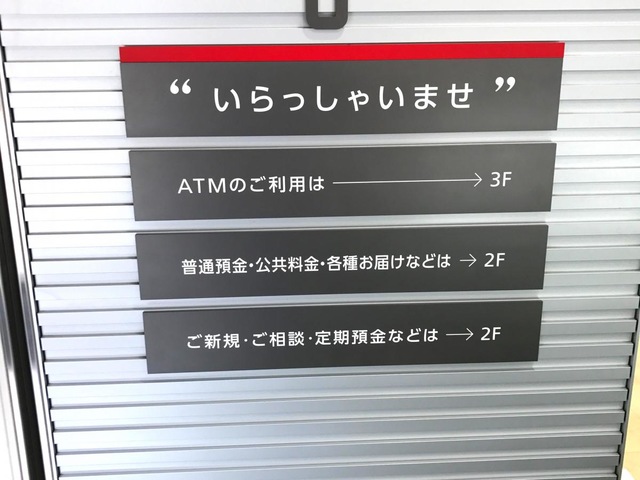 “ いらっしゃいませ ”
ATMのご利用は → 3F
普通預金・公共料金・各種お届けなどは → 2F
ご新規・ご相談・定期預金などは → 2F